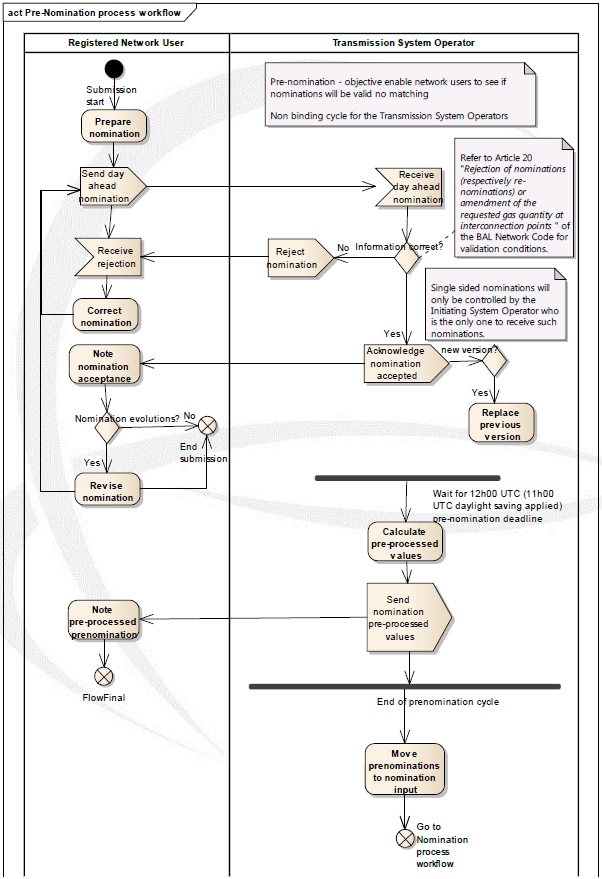 act Pre-Nomination process workflow
Registered Network User
Transmission System Operator
Submission
start
Prepare
nomination
Pre-nomination - objective enable network users to see if
nominations will be valid no matching
Non binding cycle for the Transmission System Operators
Send day
ahead
nomination
Receive
day ahead
nomination
Refer to Article 20
"Rejection of nominations
(respectively re-
nominations) or
amendment of the
requested gas quantity at
interconnection points " of
the BAL Network Code for
validation conditions.
Receive
rejection
Reject
nomination
No
Information correct?
Single sided nominations will
only be controlled by the
Initiating System Operator who
is the only one to receive such
nominations.
Correct
nomination
Yes
Note
nomination
acceptance
Acknowledge
nomination
accepted
new version?
Yes
Replace
previous
version
Nomination evolutions?
No
End
submission
Yes
Revise
nomination
Wait for 12h00 UTC (11h00
UTC daylight saving applied)
pre-nomination deadline
Calculate
pre-processed
values
Note
pre-processed
prenomination
Send
nomination
pre-processed
values
FlowFinal
End of prenomination cycle
Move
prenominations
to nomination
input
Go to
Nomination
process
workflow